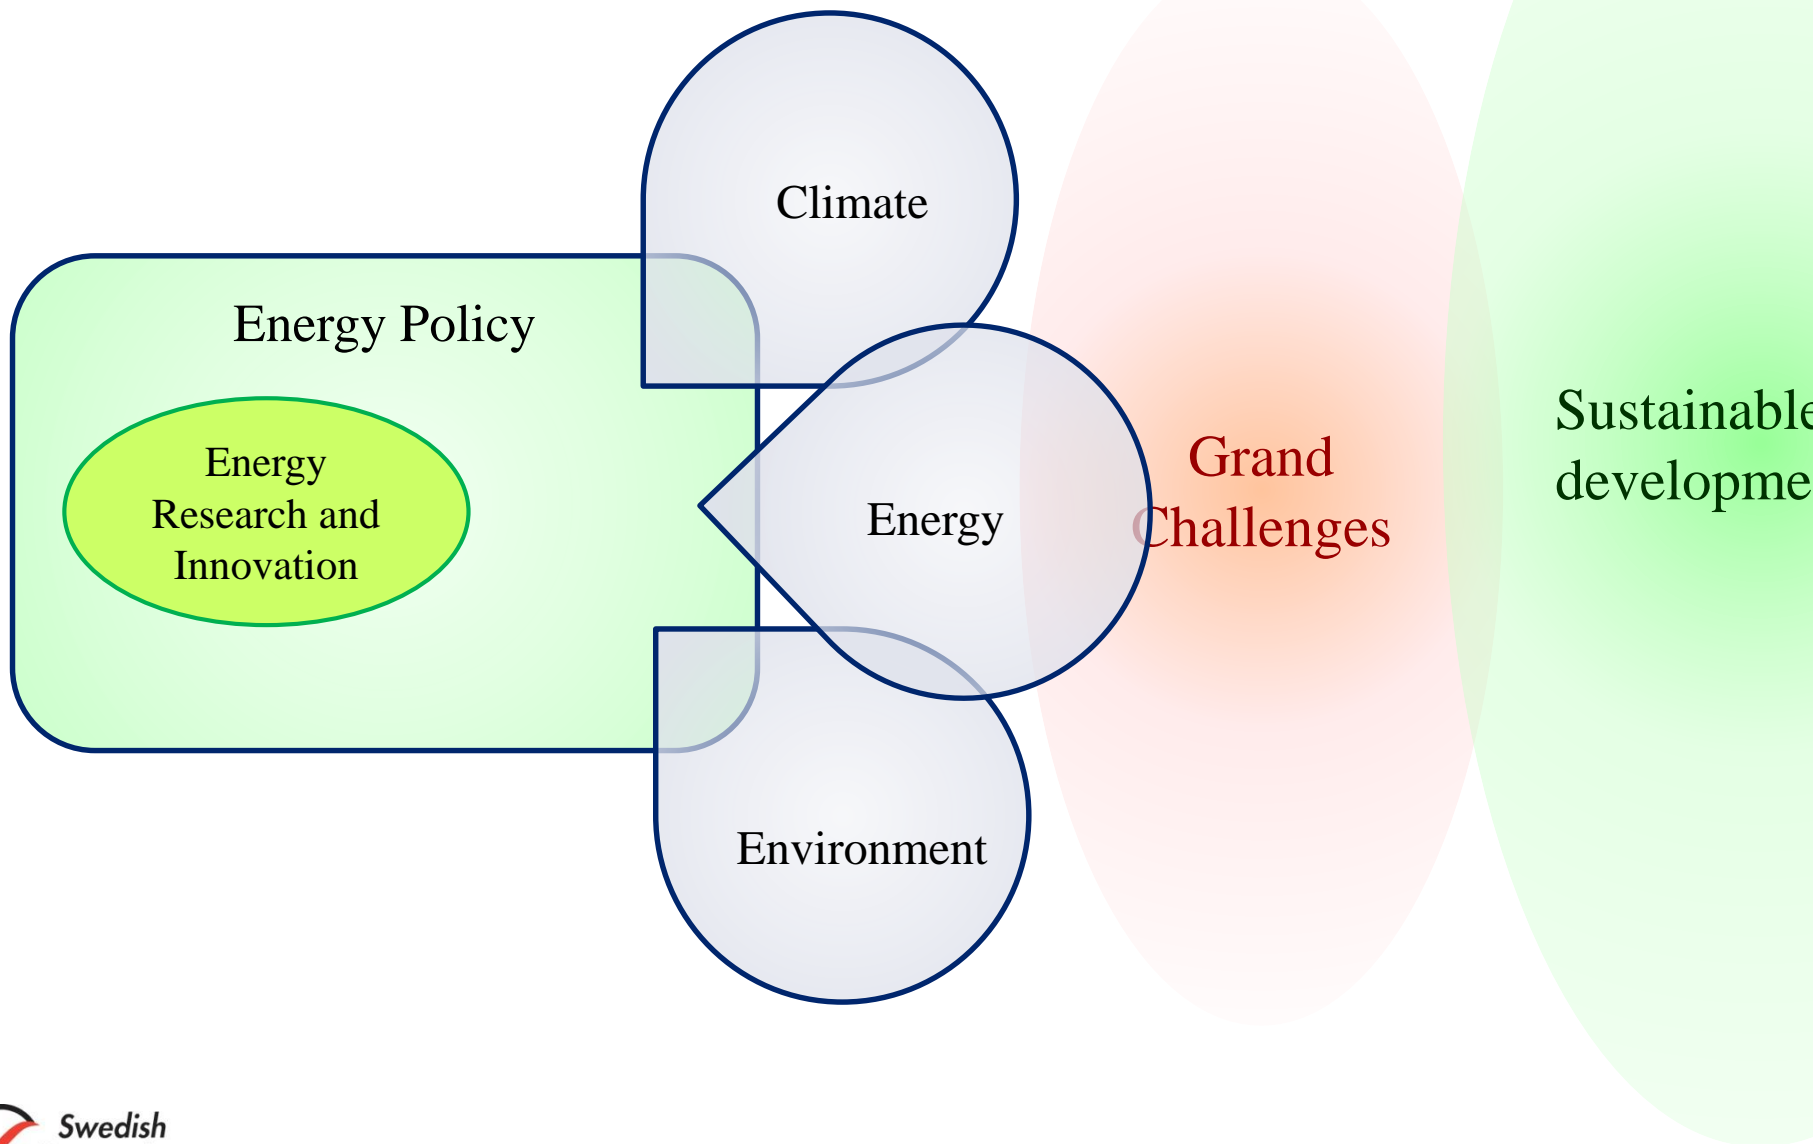 Climate
Energy Policy
Energy
Research and
Innovation
Energy
Environment
Grand
Challenges
Sustainable
developme
Swedish